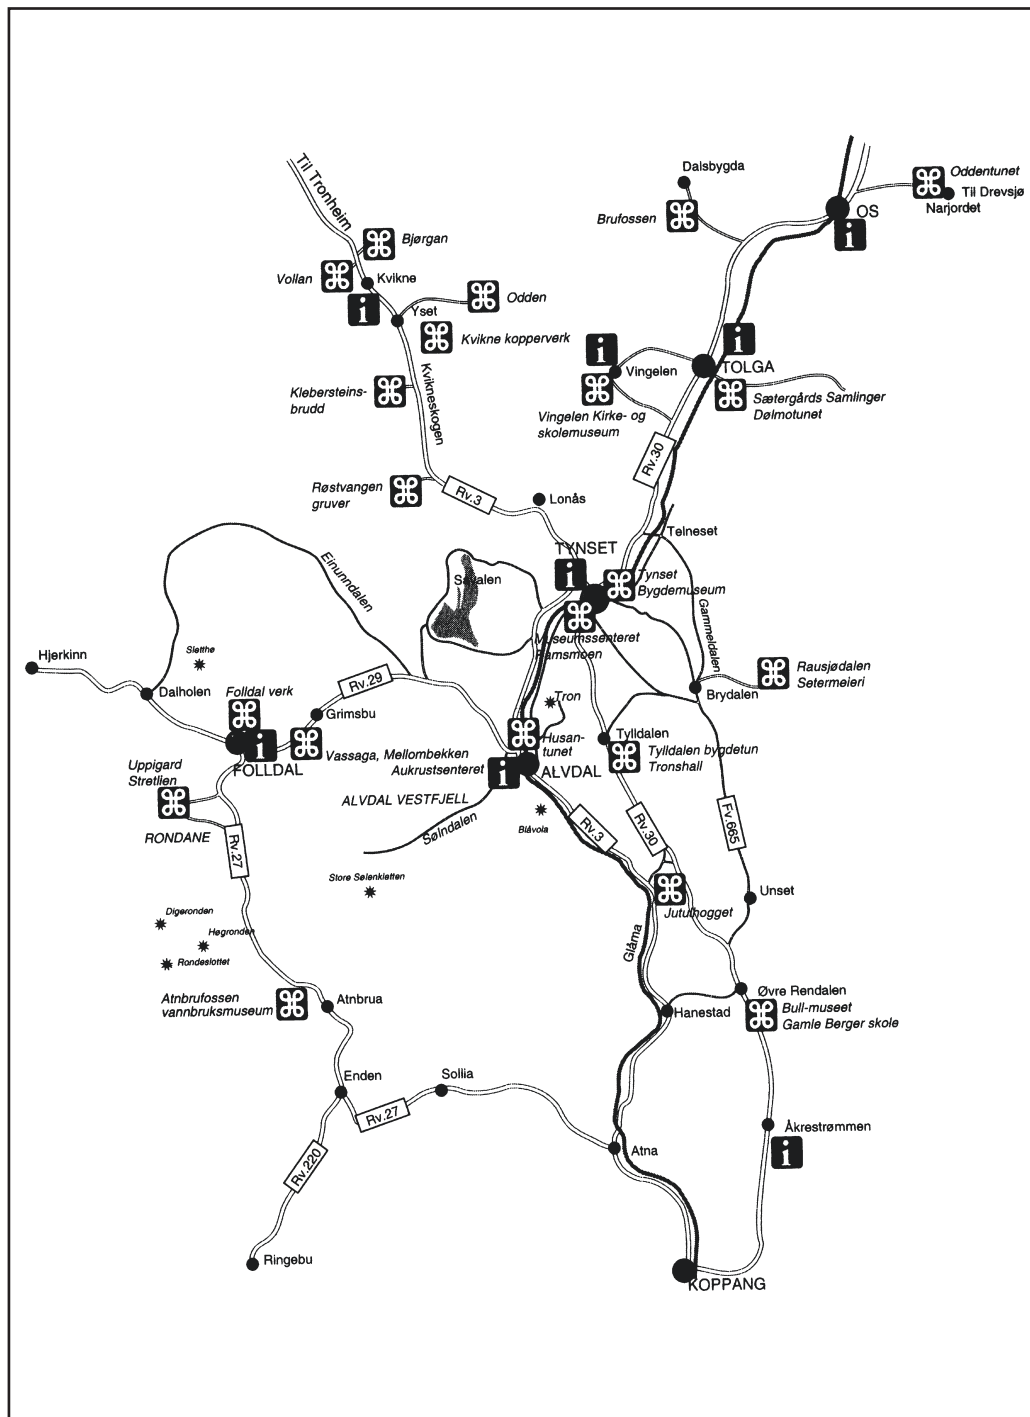 Til Tronheim
Dalsbygda
Oddentunet
Til Drevsjø
Narjordet
OS
i
Brufossen
Bjørgan
Vollan
Kvikne
i
Yset
Odden
Kvikne kopperverk
Klebersteins-
brudd
Kvikneskogen
i
TOLGA
i
Vingelen
Sætergårds Samlinger
Dølmotunet
Vingelen Kirke- og
skolemuseum
Rv.30
Røstvangen
gruver
Rv.3
Lonås
Telneset
TYNSET
i
Tynset
Bygdemuseum
Savalen
Einunndalen
Gammeldalen
Museumssenteret
Ramsmoen
Hjerkinn
Sletthø
Dalholen
Rv.29
Rausjødalen
Setermeieri
Brydalen
Folldal verk
Grimsbu
Tron
Tylldalen
Husan-
tunet
i
FOLLDAL
Vassaga, Mellombekken
Aukrustsenteret
i
ALVDAL
Tylldalen bygdetun
Tronshall
Uppigard
Stretlien
ALVDAL VESTFJELL
Sølndalen
Blåvola
Rv.3
Rv.30
Fv.665
RONDANE
Rv.27
Store Sølenkletten
Unset
Jutulhogget
Digeronden
Høgronden
Rondeslottet
Glåma
Atnbrufossen
vannbruksmuseum
Atnbrua
Hanestad
Øvre Rendalen
Bull-museet
Gamle Berger skole
Enden
Sollia
Rv.27
Åkrestrømmen
i
Atna
Rv.220
Ringebu
KOPPANG